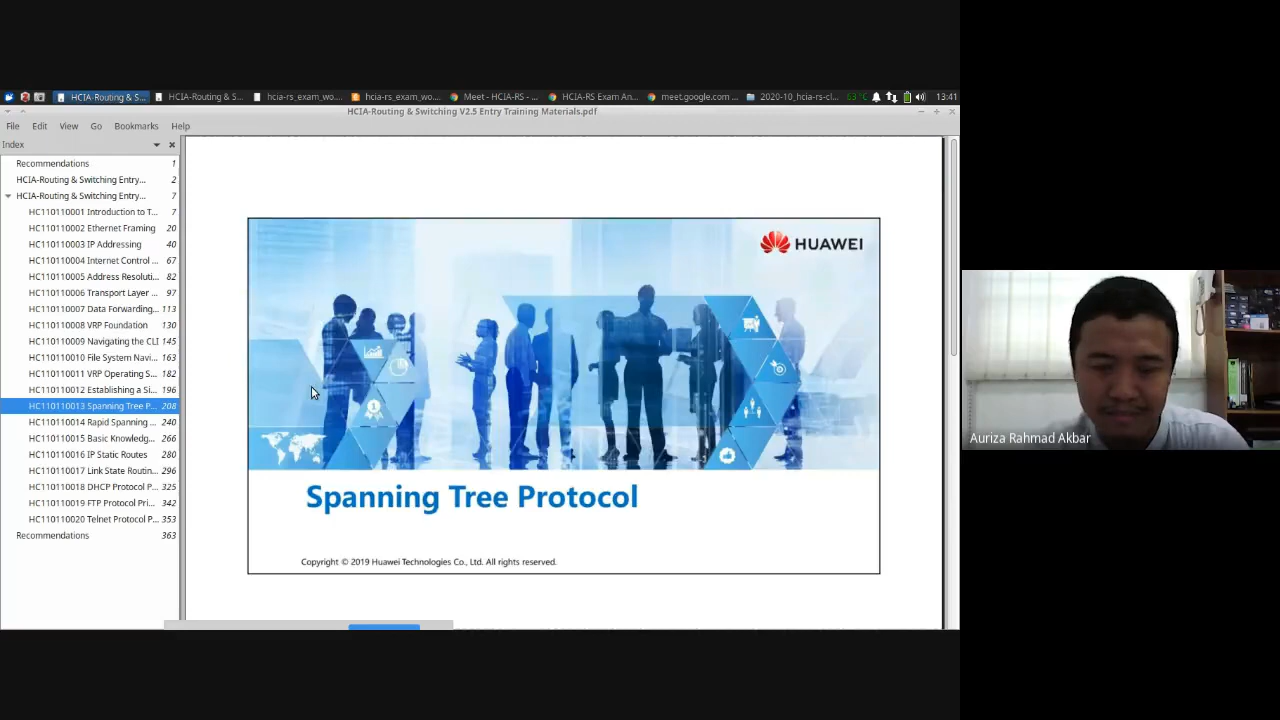 HCIA-Routing & S...
HCIA-Routing & S...
hcia-rs_exam_wo...
hcia-rs_exam_wo...
Meet - HCIA-RS - ...
HCIA-RS Exam An...
meet.google.com ...
2020-10_hcia-rs-cl...
63°C
13:41
HCIA-Routing & Switching V2.5 Entry Training Materials.pdf
File Edit View Go Bookmarks Help
Index
Recommendations 1
HCIA-Routing & Switching Entry... 2
HCIA-Routing & Switching Entry... 7
HC110110001 Introduction to T... 7
HC110110002 Ethernet Framing 20
HC110110003 IP Addressing 40
HC110110004 Internet Control ... 67
HC110110005 Address Resoluti... 82
HC110110006 Transport Layer ... 97
HC110110007 Data Forwarding... 113
HC110110008 VRP Foundation 130
HC110110009 Navigating the CLI 145
HC110110010 File System Navi... 163
HC110110011 VRP Operating S... 182
HC110110012 Establishing a Si... 196
HC110110013 Spanning Tree P... 208
HC110110014 Rapid Spanning ... 240
HC110110015 Basic Knowledg... 266
HC110110016 IP Static Routes 280
HC110110017 Link State Routin... 296
HC110110018 DHCP Protocol P... 325
HC110110019 FTP Protocol Pri... 342
HC110110020 Telnet Protocol P... 353
Recommendations 363
HUAWEI
Spanning Tree Protocol
Copyright © 2019 Huawei Technologies Co., Ltd. All rights reserved.
Auriza Rahmad Akbar